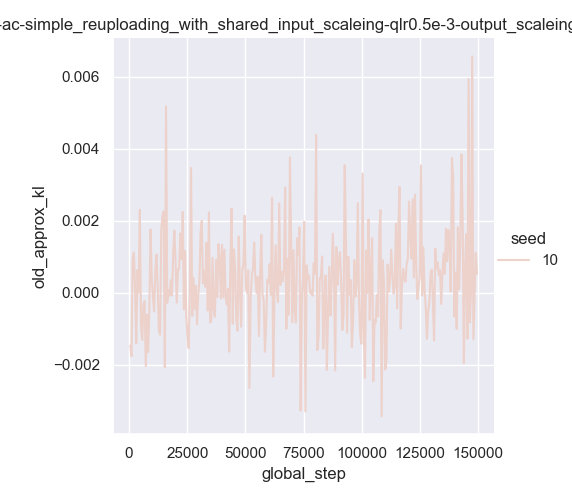 -ac-simple_reuploading_with_shared_input_scaleing-qlr0.5e-3-output_scaleing
0.006
0.004
0.002
0.000
−0.002
old_approx_kl
0 25000 50000 75000 100000 125000 150000
global_step
seed
10